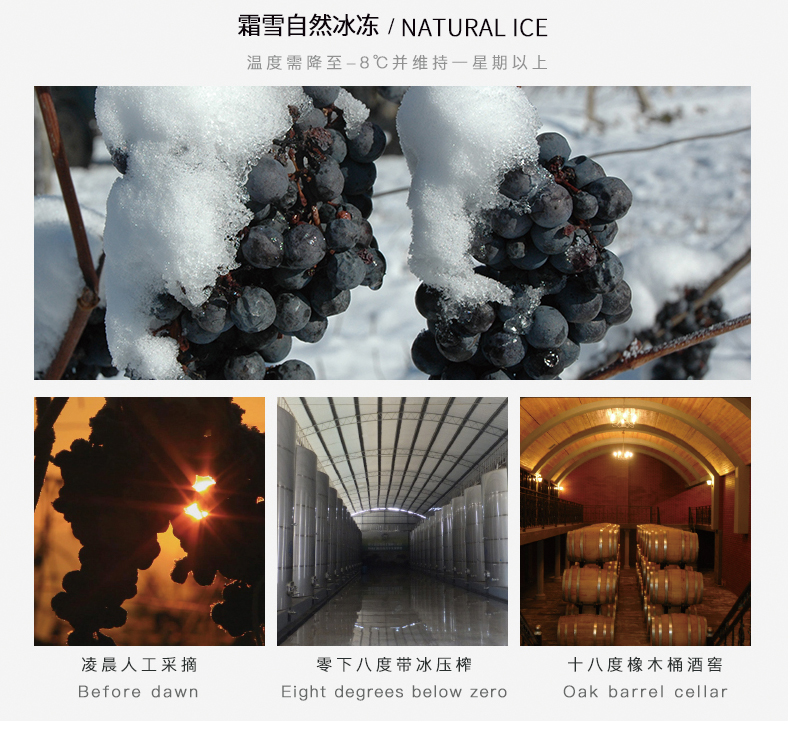 霜雪自然冰冻 / NATURAL ICE
温度需降至-8℃并维持一星期以上
凌晨人工采摘
Before dawn
零下八度带冰压榨
Eight degrees below zero
十八度橡木桶酒窖
Oak barrel cellar